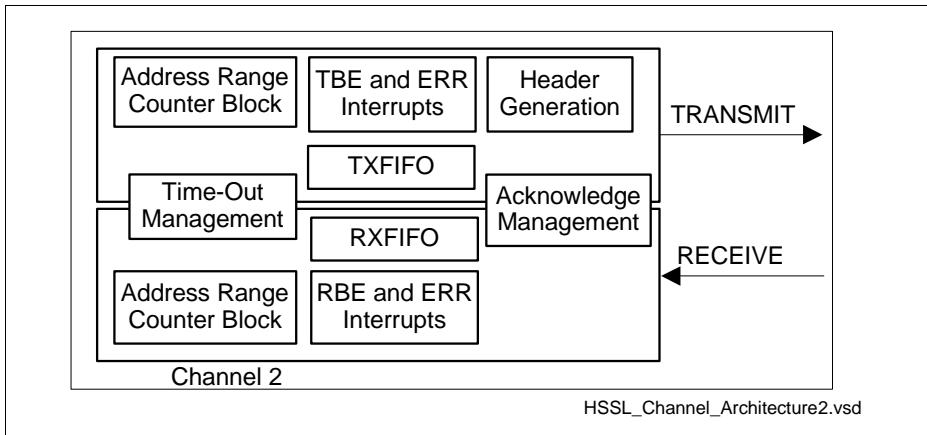 Address Range
Counter Block
TBE and ERR
Interrupts
Header
Generation
TRANSMIT
TXFIFO
Time-Out
Management
Acknowledge
Management
RXFIFO
RECEIVE
Address Range
Counter Block
RBE and ERR
Interrupts
Channel 2
HSSL_Channel_Architecture2.vsd